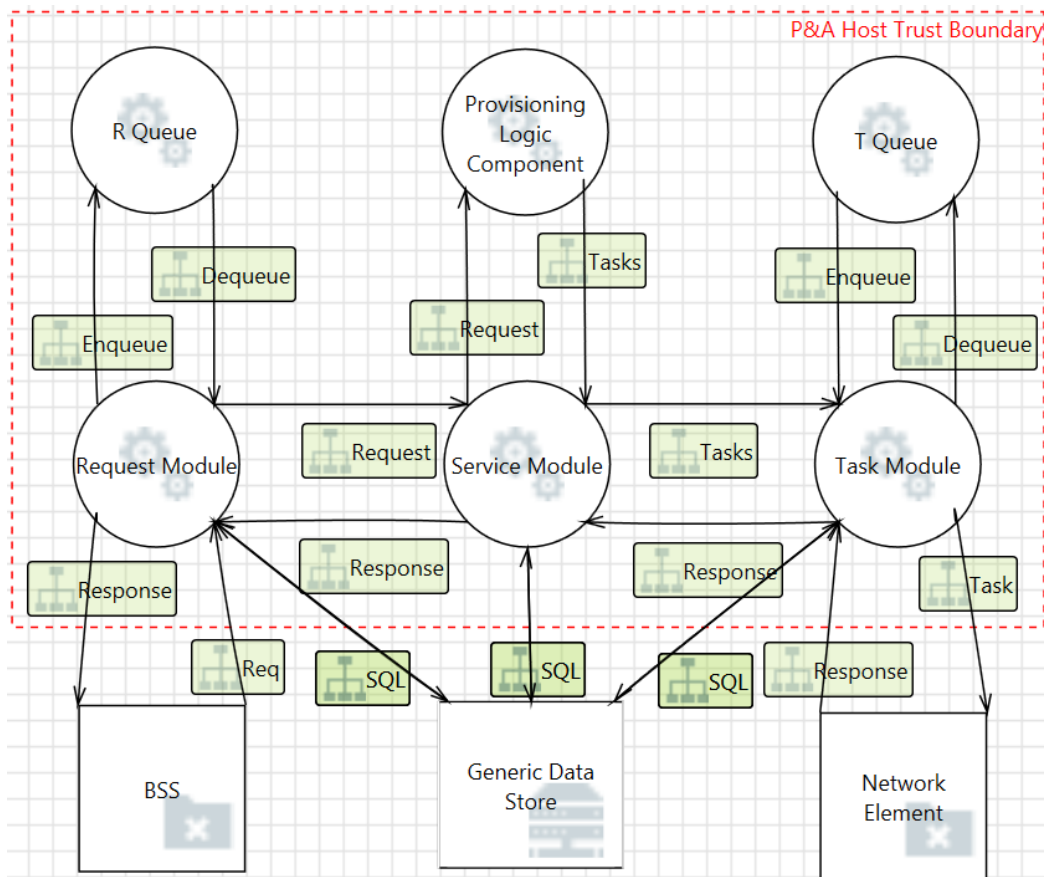 P&A Host Trust Boundary
R Queue
Provisioning
Logic
Component
T Queue
Dequeue
Tasks
Enqueue
Enqueue
Request
Dequeue
Request Module
Request
Service Module
Tasks
Task Module
Response
Response
Response
Task
Req
SQL
SQL
SQL
Response
BSS
Generic Data
Store
Network
Element